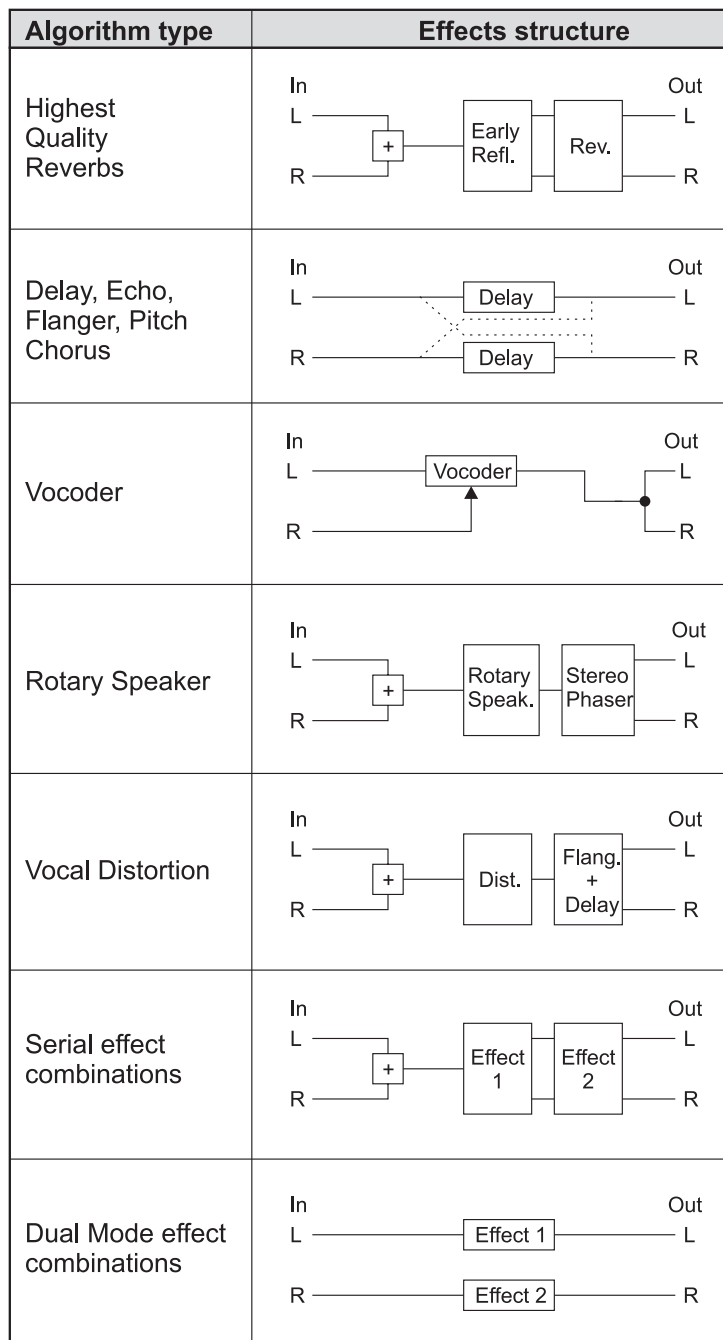 Algorithm type
Effects structure
Highest
Quality
Reverbs
In
Out
L
L
+
Early
Refl.
Rev.
R
R
Delay, Echo,
Flanger, Pitch
Chorus
In
Out
L
Delay
L
R
Delay
R
Vocoder
In
Out
L
Vocoder
L
R
R
Rotary Speaker
In
Out
L
L
+
Rotary
Speak.
Stereo
Phaser
R
R
Vocal Distortion
In
Out
L
L
+
Dist.
Flang.
+
Delay
R
R
Serial effect
combinations
In
Out
L
L
+
Effect
1
Effect
2
R
R
Dual Mode effect
combinations
In
Out
L
Effect 1
L
R
Effect 2
R